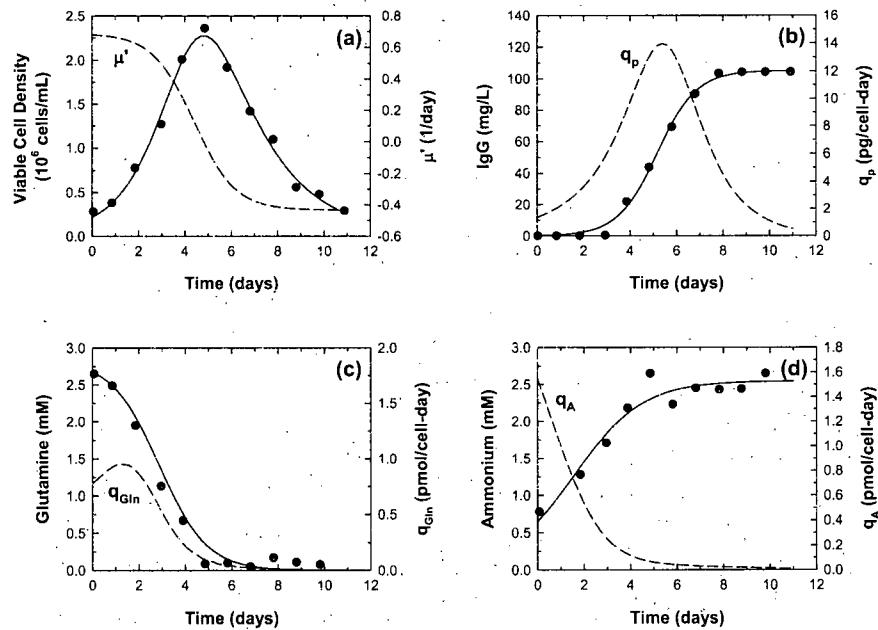 (a)
μ'
Viable Cell Density
(10⁶ cells/mL)
2.5
2.0
1.5
1.0
0.5
0.0
0.8
0.6
0.4
0.2
0.0
-0.2
-0.4
-0.6
μ' (1/day)
0 2 4 6 8 10 12
Time (days)
(b)
qp
IgG (mg/L)
140
120
100
80
60
40
20
0
16
14
12
10
8
6
4
2
0
qp (pg/cell-day)
0 2 4 6 8 10 12
Time (days)
(c)
qGln
Glutamine (mM)
3.0
2.5
2.0
1.5
1.0
0.5
0.0
2.0
1.5
1.0
0.5
0.0
qGln (pmol/cell-day)
0 2 4 6 8 10 12
Time (days)
(d)
qA
Ammonium (mM)
3.0
2.5
2.0
1.5
1.0
0.5
0.0
1.8
1.6
1.4
1.2
1.0
0.8
0.6
0.4
0.2
0.0
qA (pmol/cell-day)
0 2 4 6 8 10 12
Time (days)